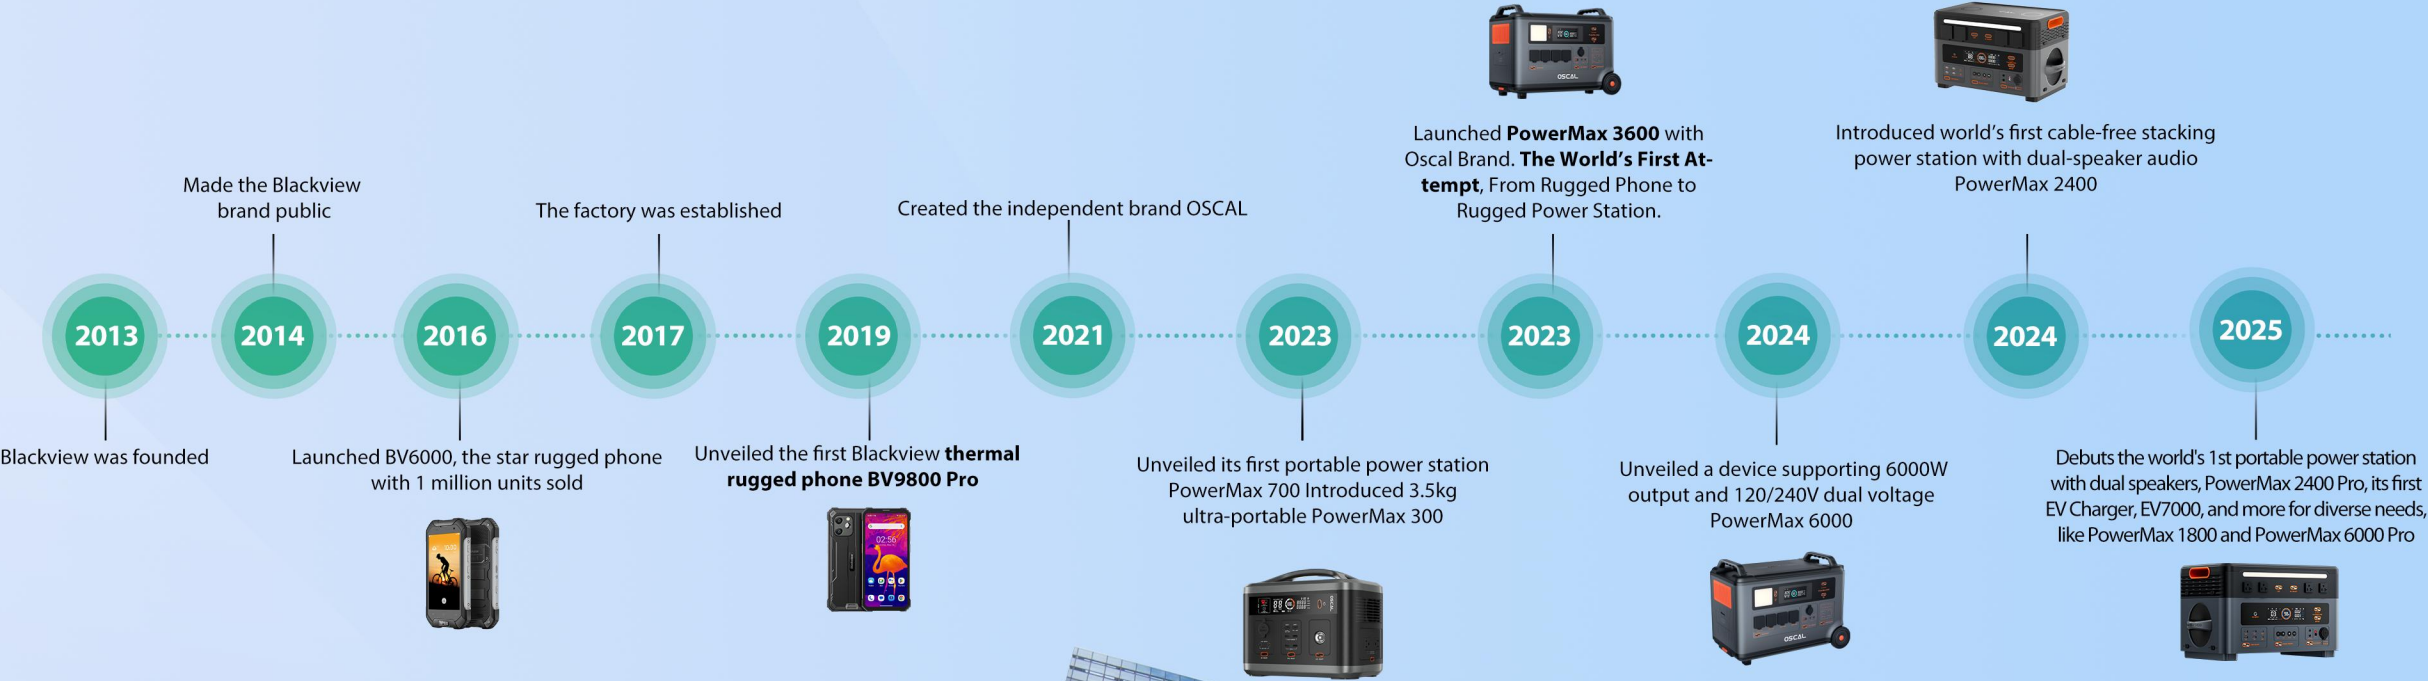 2013
Blackview was founded
Made the Blackview
brand public
2014
2016
Launched BV6000, the star rugged phone
with 1 million units sold
The factory was established
2017
2019
Unveiled the first Blackview thermal
rugged phone BV9800 Pro
02:56
Created the independent brand OSCAL
2021
2023
Unveiled its first portable power station
PowerMax 700 Introduced 3.5kg
ultra-portable PowerMax 300
OSCAL
OSCAL
Launched PowerMax 3600 with
Oscal Brand. The World’s First At-
tempt, From Rugged Phone to
Rugged Power Station.
2023
2024
Unveiled a device supporting 6000W
output and 120/240V dual voltage
PowerMax 6000
OSCAL
Introduced world’s first cable-free stacking
power station with dual-speaker audio
PowerMax 2400
2024
2025
Debuts the world's 1st portable power station
with dual speakers, PowerMax 2400 Pro, its first
EV Charger, EV7000, and more for diverse needs,
like PowerMax 1800 and PowerMax 6000 Pro